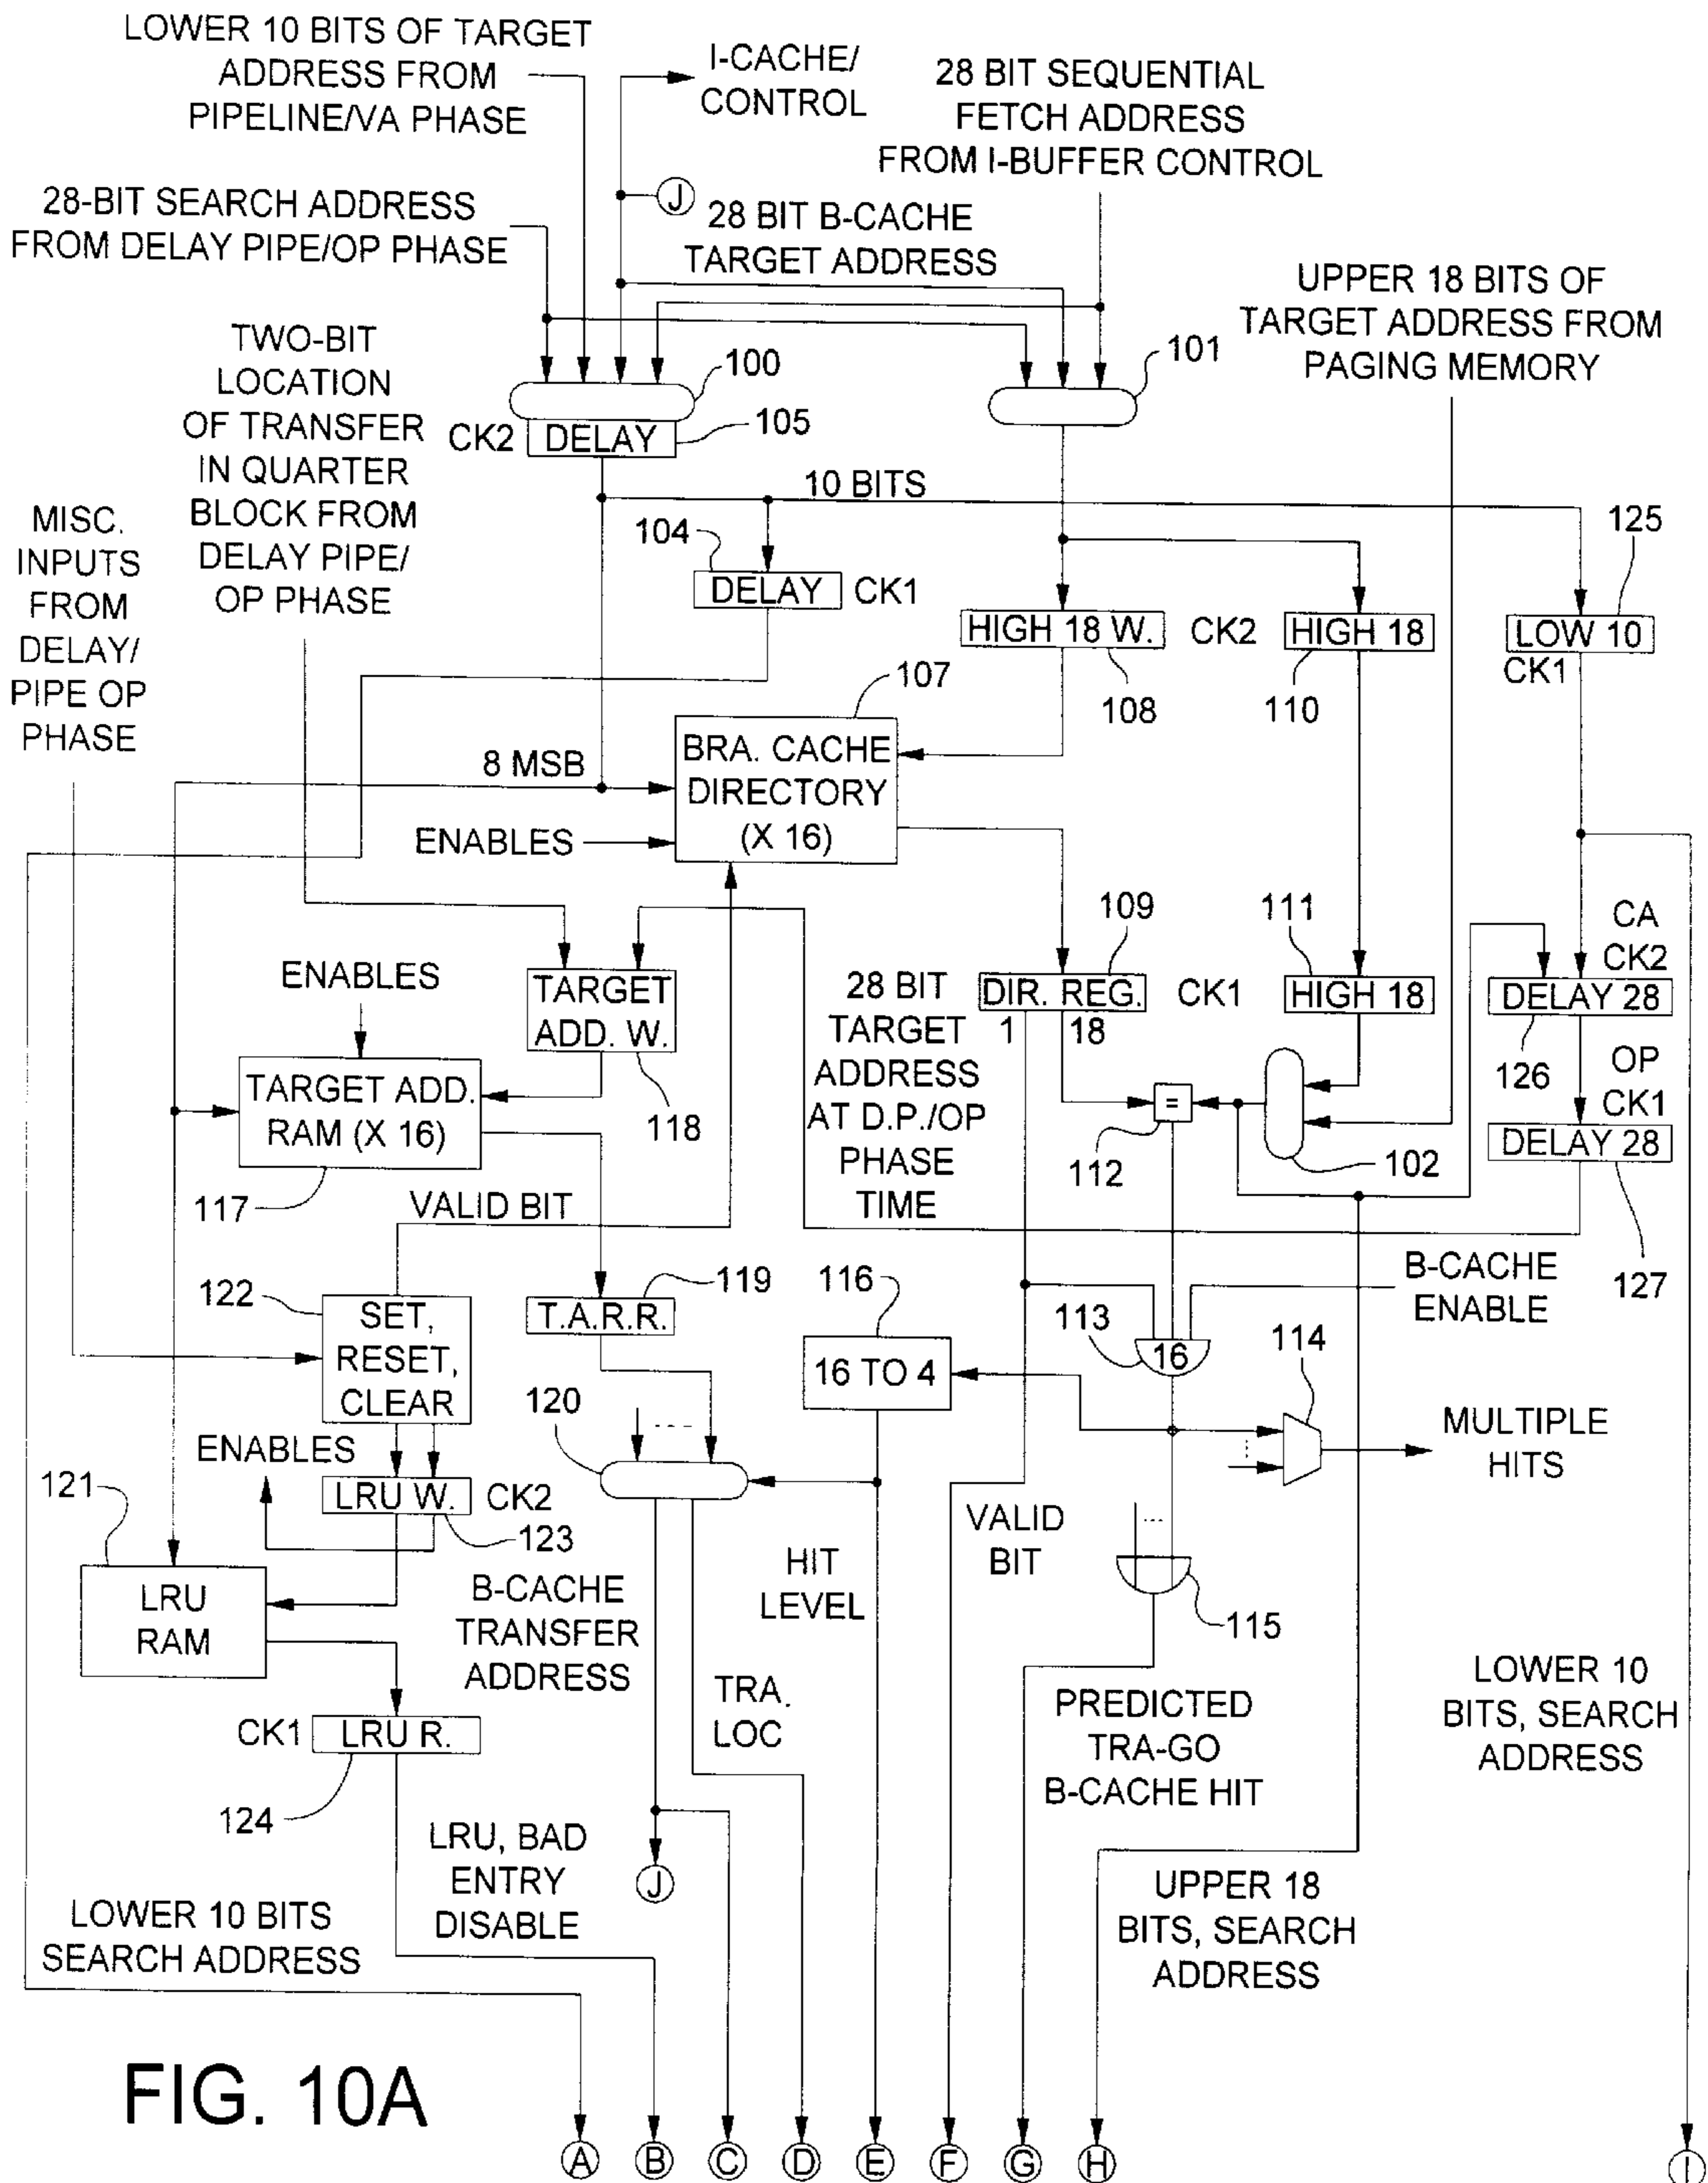 LOWER 10 BITS OF TARGET
ADDRESS FROM
PIPELINE/VA PHASE
I-CACHE/
CONTROL
28 BIT SEQUENTIAL
FETCH ADDRESS
FROM I-BUFFER CONTROL
28-BIT SEARCH ADDRESS
FROM DELAY PIPE/OP PHASE
J
28 BIT B-CACHE
TARGET ADDRESS
UPPER 18 BITS OF
TARGET ADDRESS FROM
PAGING MEMORY
TWO-BIT
LOCATION
OF TRANSFER
IN QUARTER
BLOCK FROM
DELAY PIPE/
OP PHASE
100
101
CK2
DELAY
105
10 BITS
MISC.
INPUTS
FROM
DELAY/
PIPE OP
PHASE
104
DELAY
CK1
125
HIGH 18 W.
CK2
HIGH 18
LOW 10
CK1
108
110
107
8 MSB
BRA. CACHE
DIRECTORY
(X 16)
ENABLES
109
111
CA
CK2
ENABLES
TARGET
ADD. W.
118
28 BIT
TARGET
ADDRESS
AT D.P./OP
PHASE
TIME
DIR. REG.
1
18
CK1
HIGH 18
DELAY 28
126
OP
CK1
TARGET ADD.
RAM (X 16)
117
=
112
102
DELAY 28
127
VALID BIT
122
SET,
RESET,
CLEAR
119
T.A.R.R.
116
16 TO 4
B-CACHE
ENABLE
113
16
114
MULTIPLE
HITS
120
ENABLES
LRU W.
CK2
123
121
LRU
RAM
B-CACHE
TRANSFER
ADDRESS
HIT
LEVEL
VALID
BIT
115
CK1
LRU R.
124
TRA.
LOC
PREDICTED
TRA-GO
B-CACHE HIT
LOWER 10
BITS, SEARCH
ADDRESS
LRU, BAD
ENTRY
DISABLE
J
LOWER 10 BITS
SEARCH ADDRESS
UPPER 18
BITS, SEARCH
ADDRESS
FIG. 10A
A
B
C
D
E
F
G
H
I